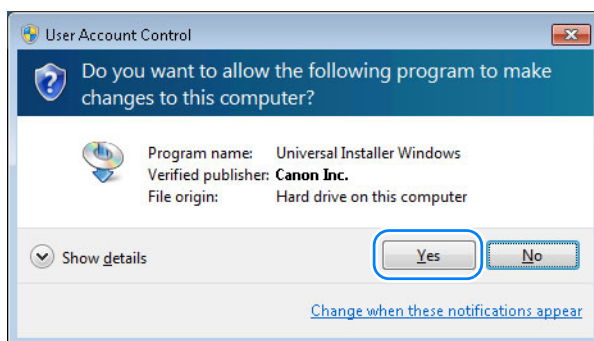 User Account Control
Do you want to allow the following program to make
changes to this computer?
Program name: Universal Installer Windows
Verified publisher: Canon Inc.
File origin: Hard drive on this computer
Show details
Yes
No
Change when these notifications appear